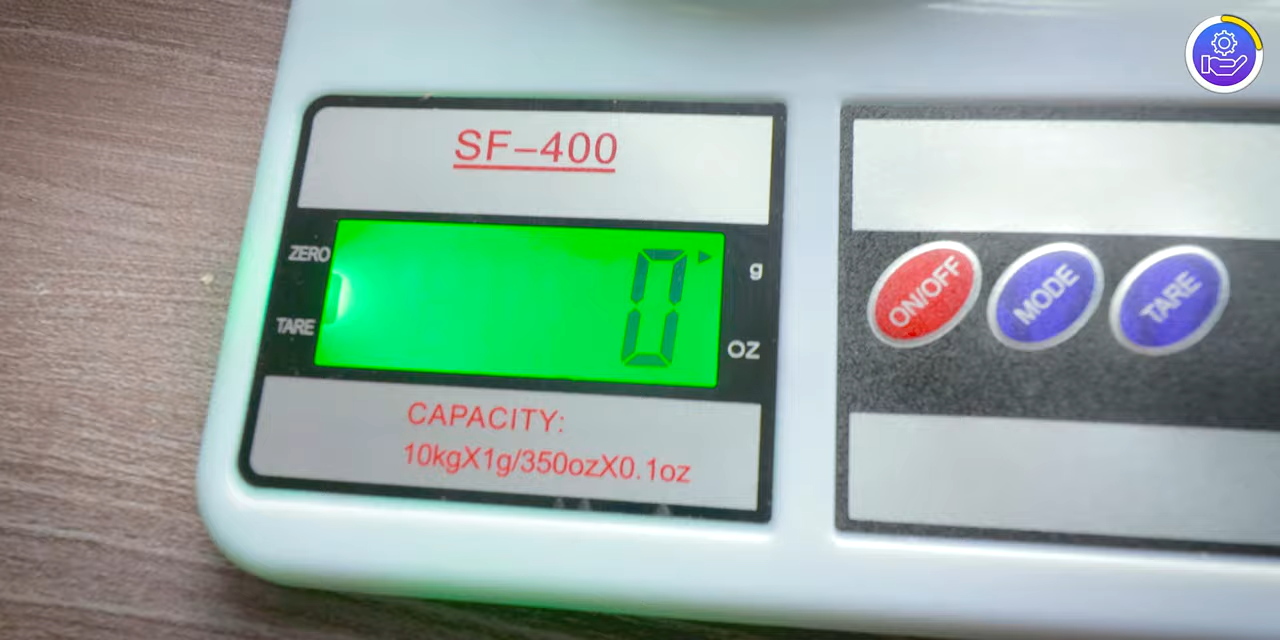 SF-400
ZERO
0
g
TARE
OZ
CAPACITY:
10kgX1g/350ozX0.1oz
ON/OFF
MODE
TARE